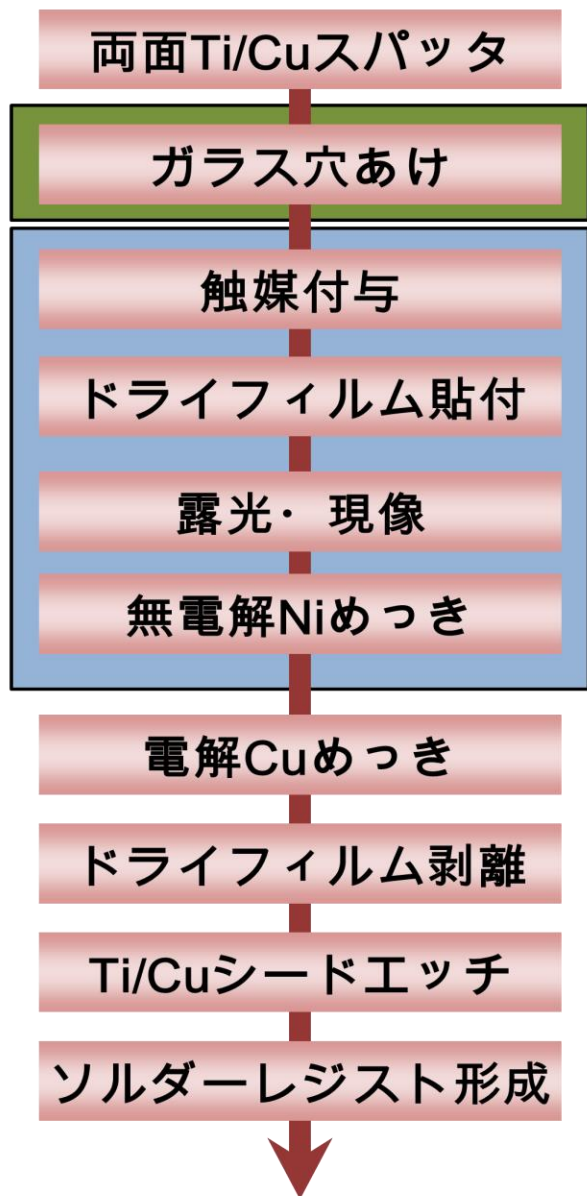 両面Ti/Cuスパッタ
ガラス穴あけ
触媒付与
ドライフィルム貼付
露光・現像
無電解Niめっき
電解Cuめっき
ドライフィルム剥離
Ti/Cuシードエッチ
ソルダーレジスト形成